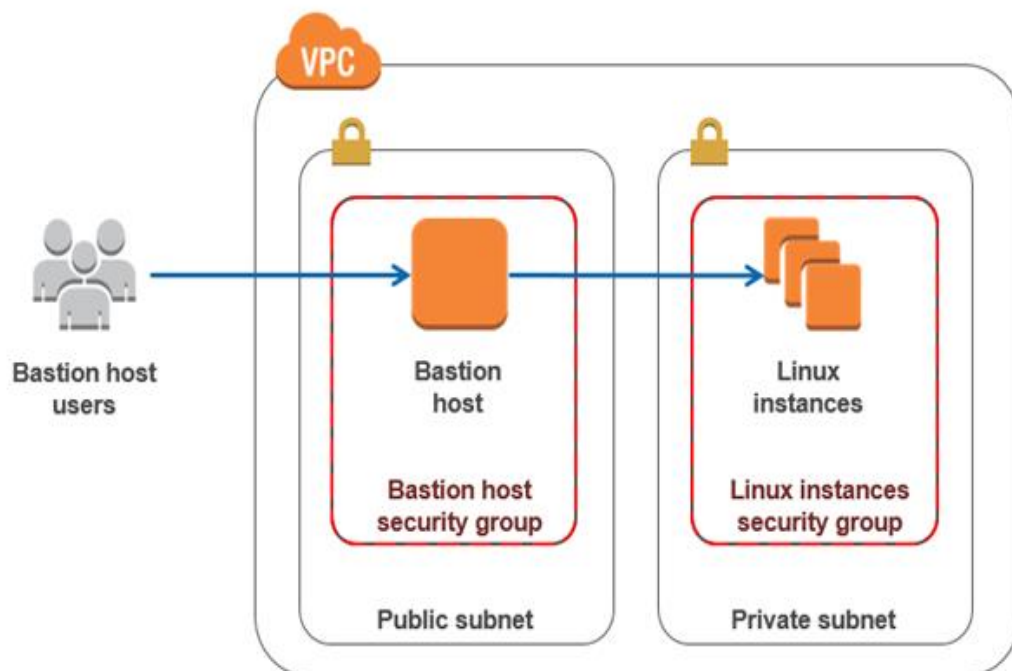 VPC
Bastion host
users
Bastion
host
Bastion host
security group
Public subnet
Linux
instances
Linux instances
security group
Private subnet